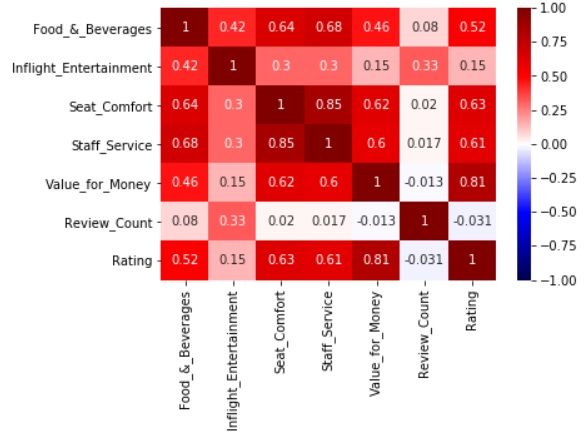 Food_&_Beverages 1 0.42 0.64 0.68 0.46 0.08 0.52
Inflight_Entertainment 0.42 1 0.3 0.3 0.15 0.33 0.15
Seat_Comfort 0.64 0.3 1 0.85 0.62 0.02 0.63
Staff_Service 0.68 0.3 0.85 1 0.6 0.017 0.61
Value_for_Money 0.46 0.15 0.62 0.6 1 -0.013 0.81
Review_Count 0.08 0.33 0.02 0.017 -0.013 1 -0.031
Rating 0.52 0.15 0.63 0.61 0.81 -0.031 1
Food_&_Beverages
Inflight_Entertainment
Seat_Comfort
Staff_Service
Value_for_Money
Review_Count
Rating
1.00
0.75
0.50
0.25
0.00
−0.25
−0.50
−0.75
−1.00